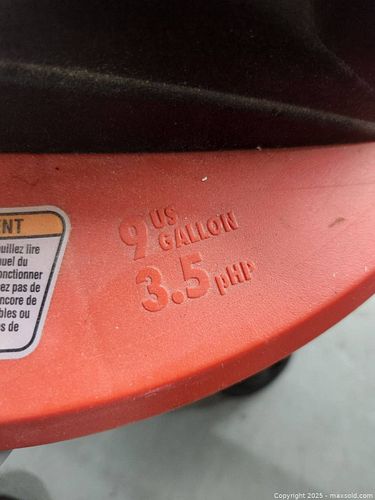 ENT
uillez lire
uel du
onctionner
ez pas de
ncore de
bles ou
s de
9 US GALLON
3.5 pHP
Copyright 2025 - maxsold.com